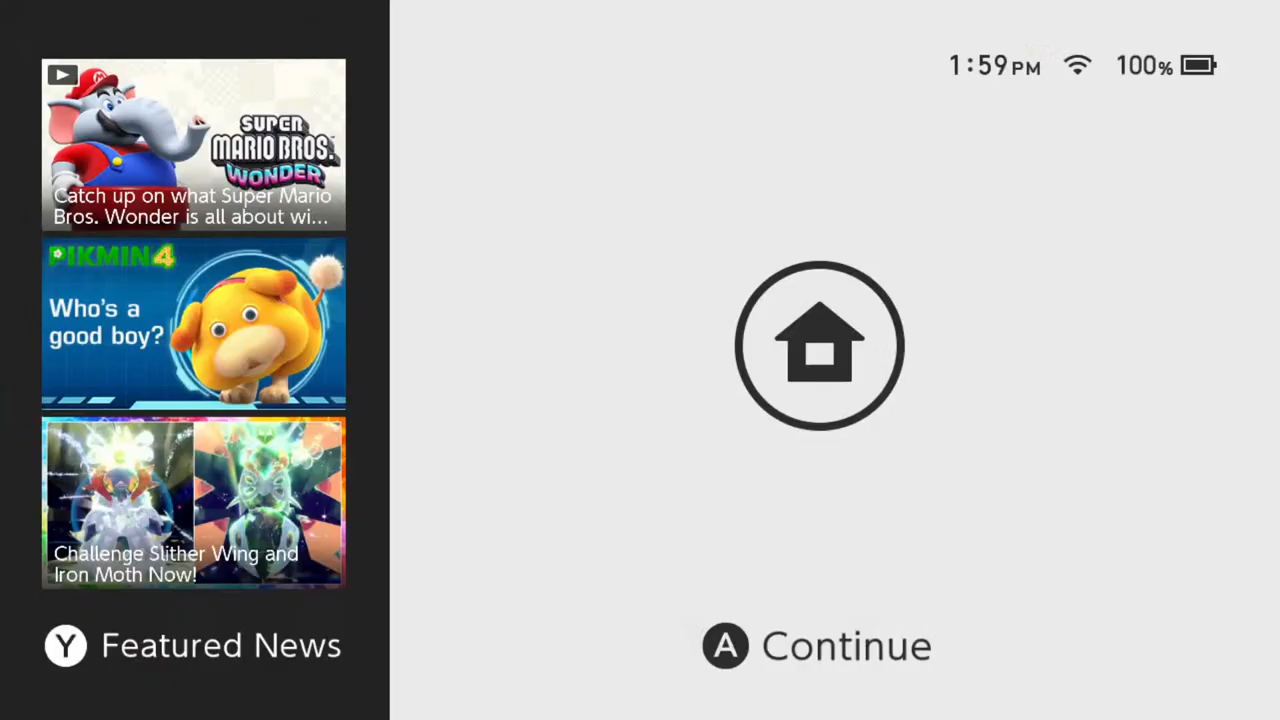 1:59 PM 100%
SUPER
MARIO BROS.
WONDER
Catch up on what Super Mario
Bros. Wonder is all about wi...
PIKMIN 4
Who's a
good boy?
Challenge Slither Wing and
Iron Moth Now!
Y Featured News
A Continue